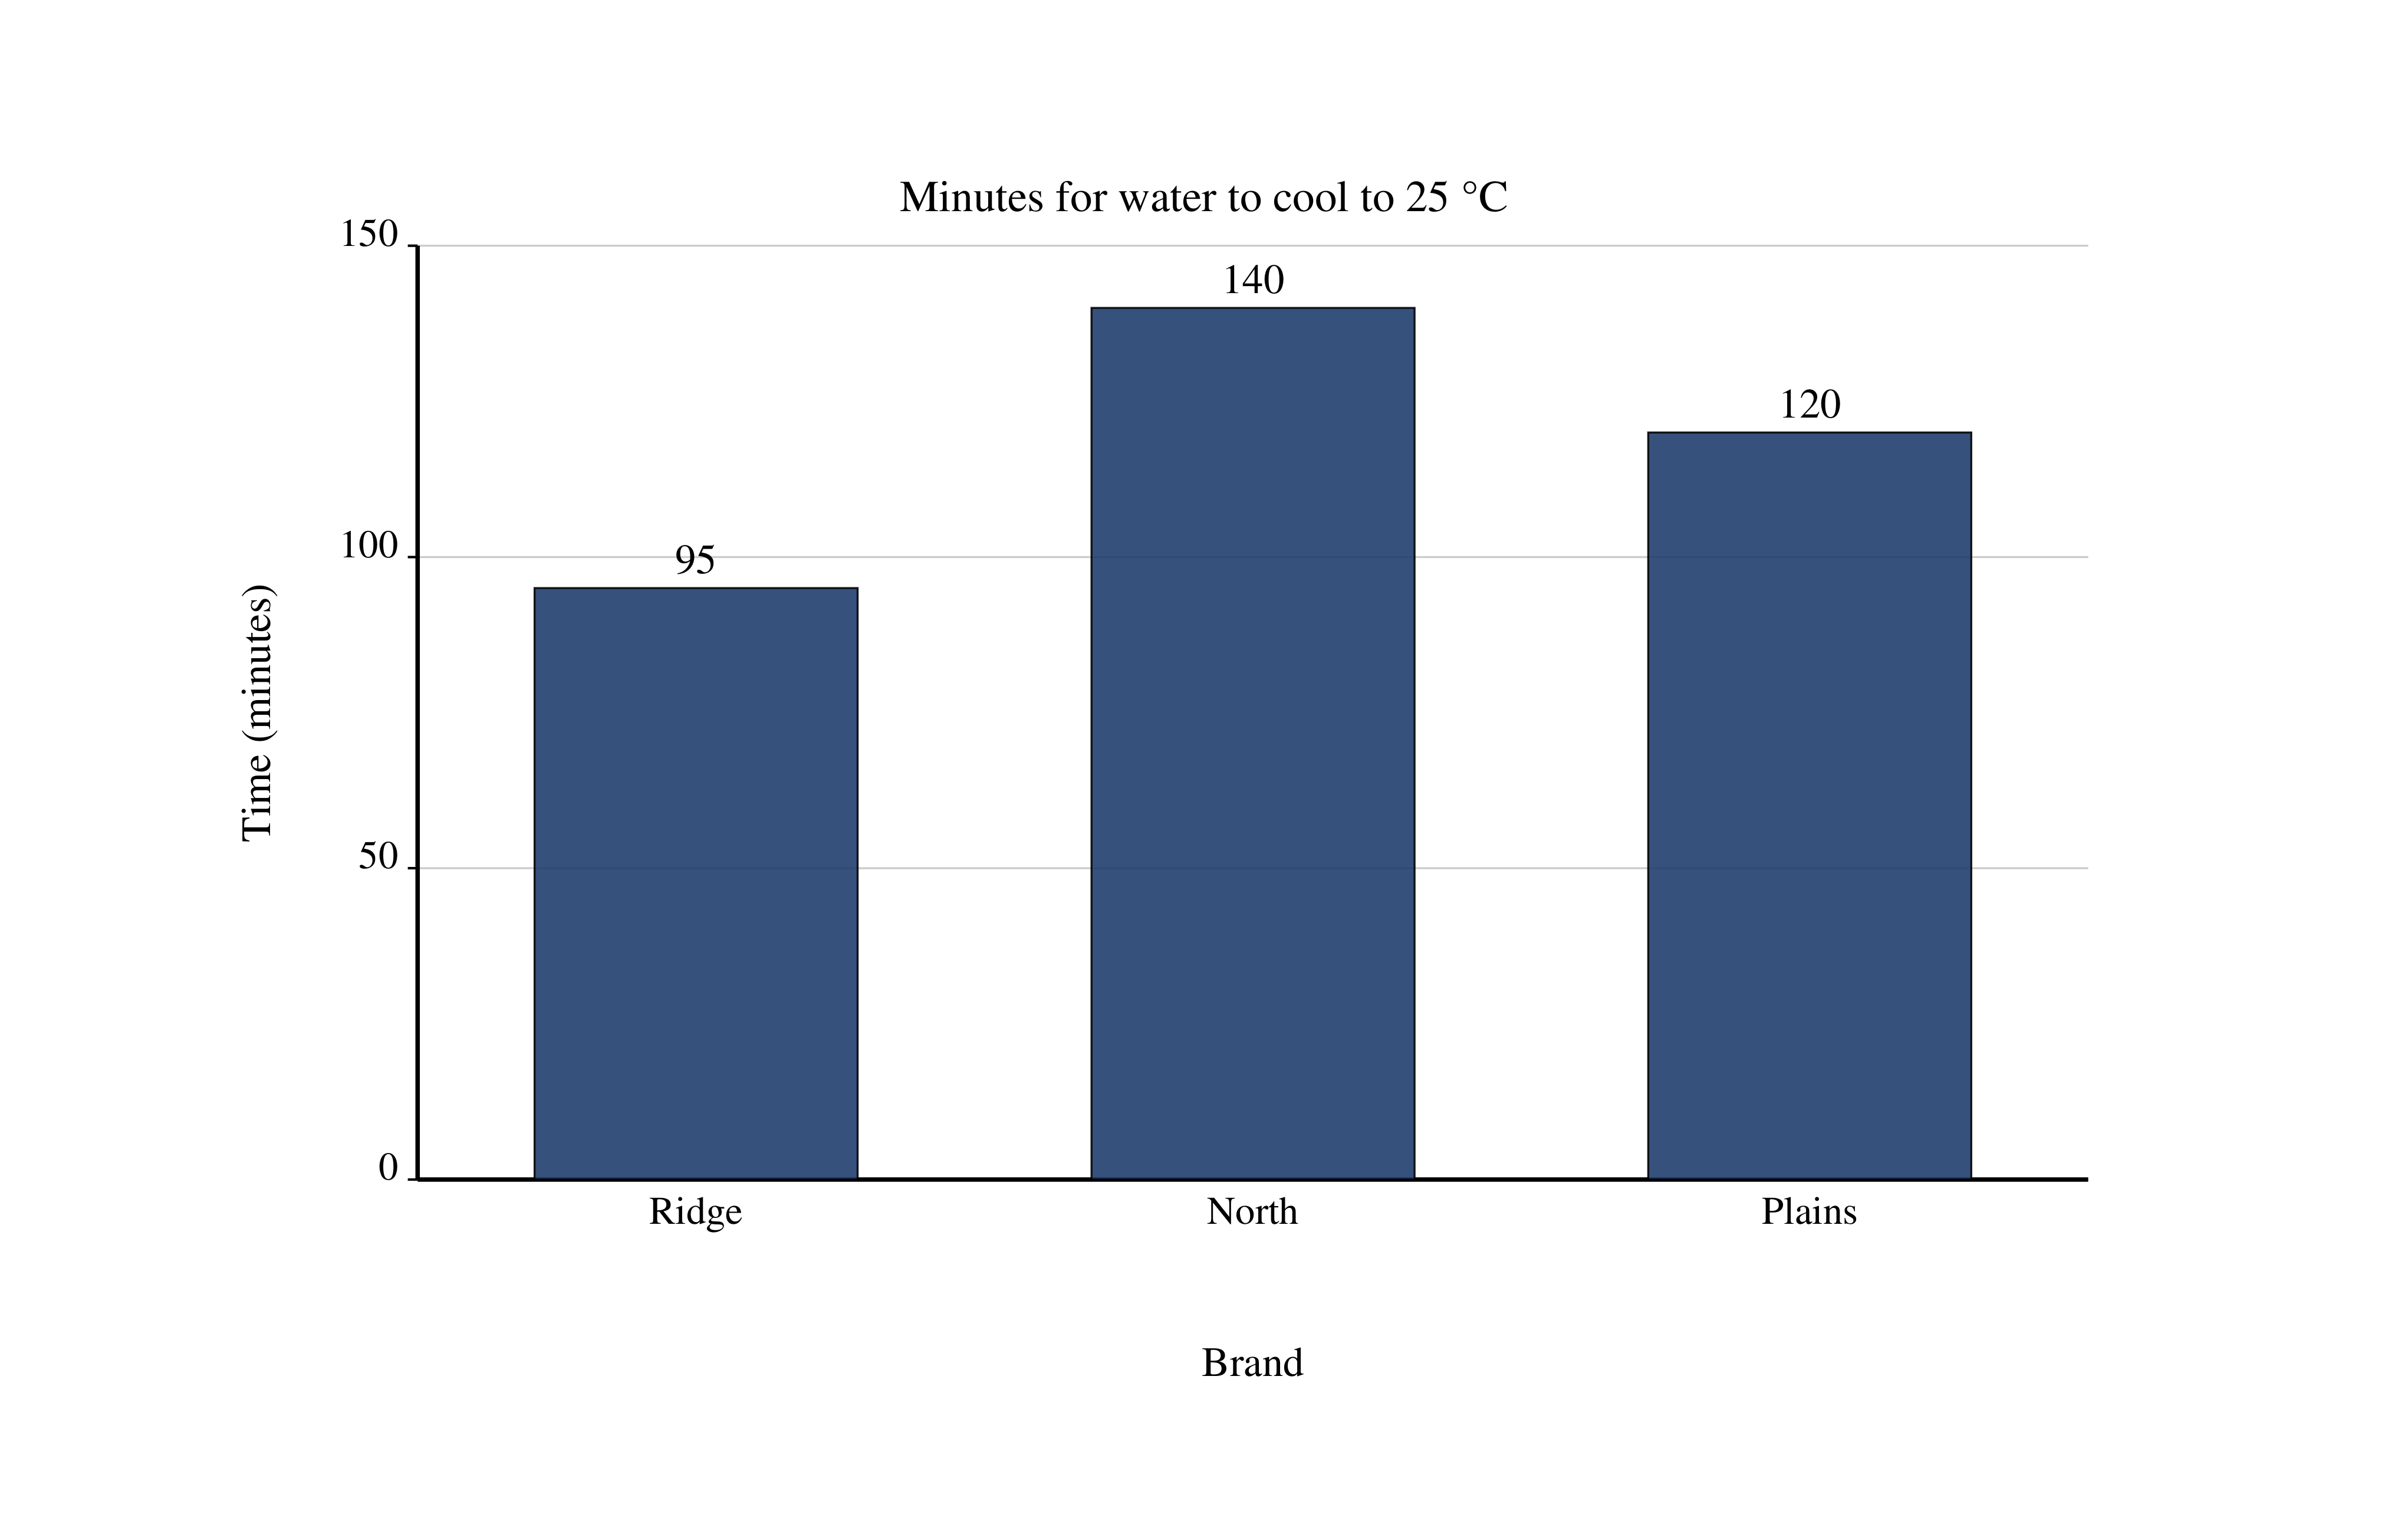 Minutes for water to cool to 25 °C
150
140
120
100
95
50
0
Time (minutes)
Ridge North Plains
Brand